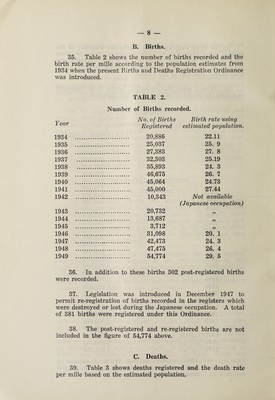 — 8 —
B. Births.
35. Table 2 shows the number of births recorded and the
birth rate per mille according to the population estimates from
1934 when the present Births and Deaths Registration Ordinance
was introduced.
TABLE 2.
Number of Births recorded.
Year No. of Births Registered Birth rate using estimated population.
1934 ........................ 20,886 22.11
1935 ........................ 25,037 25. 9
1936 ........................ 27,383 27. 8
1937 ........................ 32,303 25.19
1938 ........................ 35,893 24. 3
1939 ........................ 46,675 26. 7
1940 ........................ 45,064 24.73
1941 ........................ 45,000 27.44
1942 ........................ 10,343 Not available
(Japanese occupation)
1943 ........................ 20,732 „
1944 ........................ 13,687 „
1945 ........................ 3,712 „
1946 ........................ 31,098 20. 1
1947 ........................ 42,473 24. 3
1948 ........................ 47,475 26. 4
1949 ........................ 54,774 29. 5
36. In addition to these births 302 post-registered births
were recorded.
37. Legislation was introduced in December 1947 to
permit re-registration of births recorded in the registers which
were destroyed or lost during the Japanese occupation. A total
of 581 births were registered under this Ordinance.
38. The post-registered and re-registered births are not
included in the figure of 54,774 above.
C. Deaths.
39. Table 3 shows deaths registered and the death rate
per mille based on the estimated population.